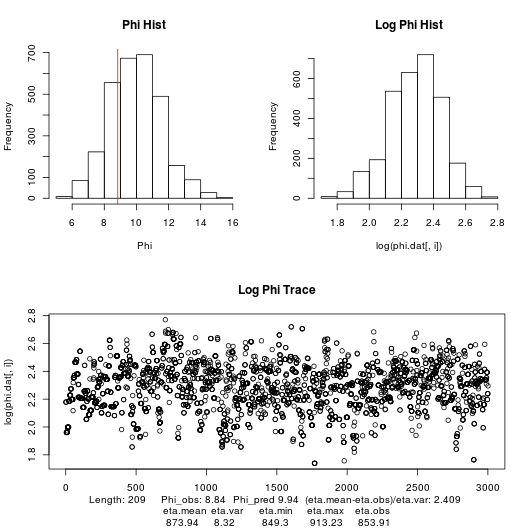 Phi Hist
Log Phi Hist
Frequency
0 100 300 500 700
6 8 10 12 14 16
Phi
Frequency
0 200 400 600
1.8 2.0 2.2 2.4 2.6 2.8
log(phi.dat[, i])
Log Phi Trace
log(phi.dat[, i])
1.8 2.0 2.2 2.4 2.6 2.8
0 500 1000 1500 2000 2500 3000
Length: 209 Phi_obs: 8.84 Phi_pred 9.94 (eta.mean-eta.obs)/eta.var: 2.409
eta.mean eta.var eta.min eta.max eta.obs
873.94 8.32 849.3 913.23 853.91